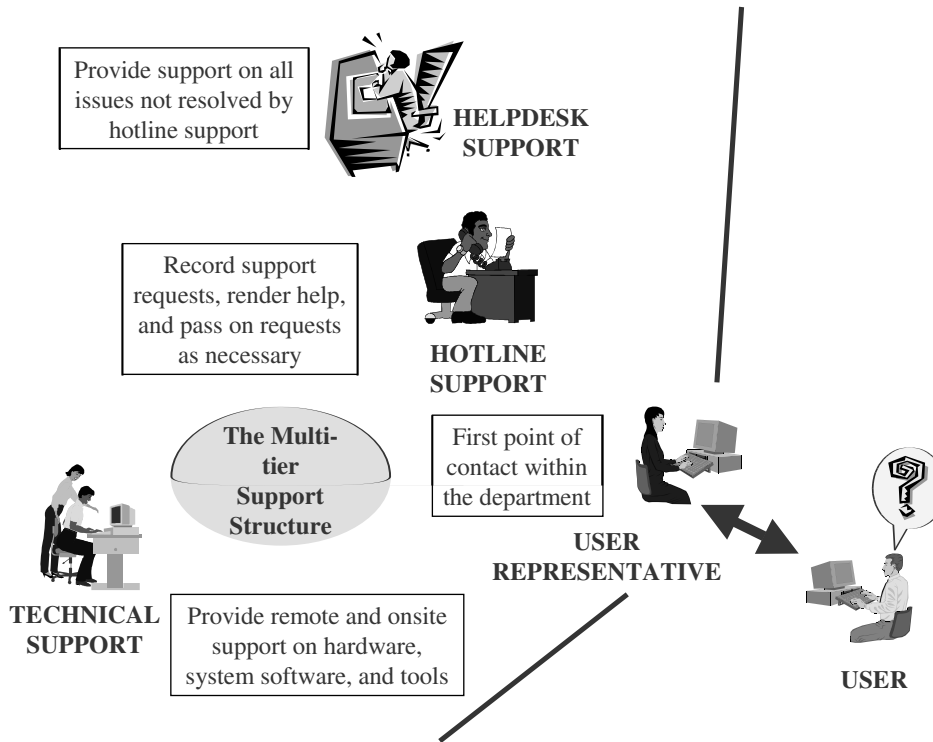 Provide support on all
issues not resolved by
hotline support
HELPDESK
SUPPORT
Record support
requests, render help,
and pass on requests
as necessary
HOTLINE
SUPPORT
The Multi-
tier
Support
Structure
First point of
contact within
the department
USER
REPRESENTATIVE
TECHNICAL
SUPPORT
Provide remote and onsite
support on hardware,
system software, and tools
?
USER